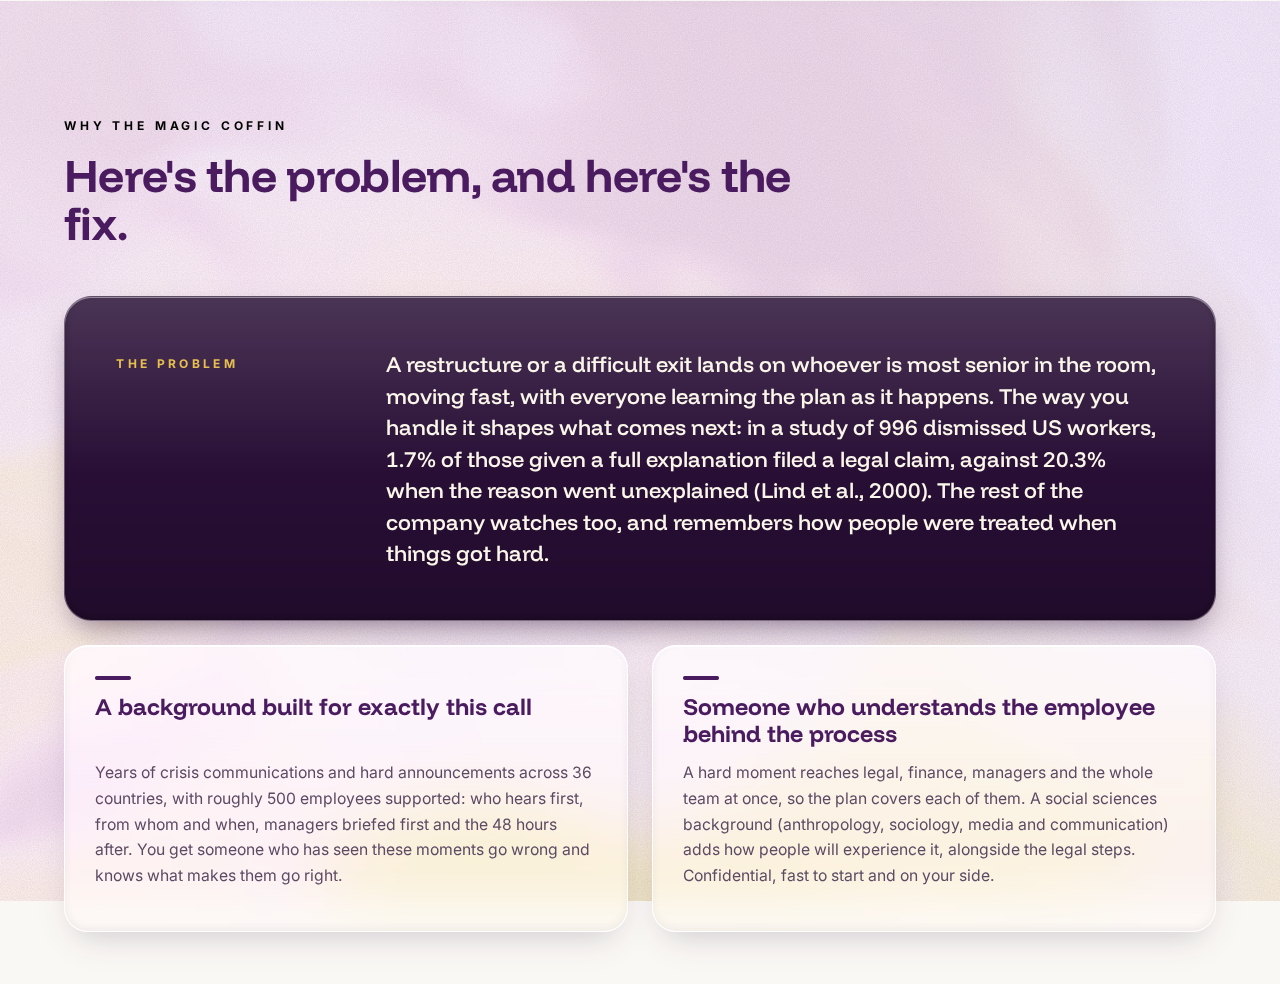 WHY THE MAGIC COFFIN
Here's the problem, and here's the
fix.
THE PROBLEM
A restructure or a difficult exit lands on whoever is most senior in the room,
moving fast, with everyone learning the plan as it happens. The way you
handle it shapes what comes next: in a study of 996 dismissed US workers,
1.7% of those given a full explanation filed a legal claim, against 20.3%
when the reason went unexplained (Lind et al., 2000). The rest of the
company watches too, and remembers how people were treated when
things got hard.
A background built for exactly this call
Years of crisis communications and hard announcements across 36
countries, with roughly 500 employees supported: who hears first,
from whom and when, managers briefed first and the 48 hours
after. You get someone who has seen these moments go wrong and
knows what makes them go right.
Someone who understands the employee
behind the process
A hard moment reaches legal, finance, managers and the whole
team at once, so the plan covers each of them. A social sciences
background (anthropology, sociology, media and communication)
adds how people will experience it, alongside the legal steps.
Confidential, fast to start and on your side.